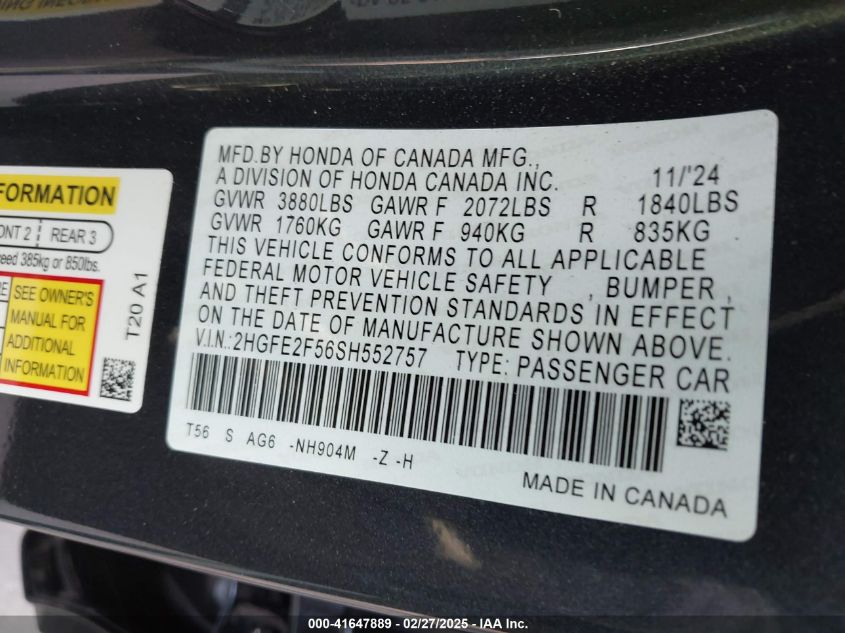 FORMATION
ONT 2 REAR 3
eed 385kg or 850lbs.
SEE OWNER'S
MANUAL FOR
ADDITIONAL
INFORMATION
T20 A1
MFD.BY HONDA OF CANADA MFG.,
A DIVISION OF HONDA CANADA INC. 11/'24
GVWR 3880LBS GAWR F 2072LBS R 1840LBS
GVWR 1760KG GAWR F 940KG R 835KG
THIS VEHICLE CONFORMS TO ALL APPLICABLE
FEDERAL MOTOR VEHICLE SAFETY , BUMPER ,
AND THEFT PREVENTION STANDARDS IN EFFECT
ON THE DATE OF MANUFACTURE SHOWN ABOVE.
V.I.N.:2HGFE2F56SH552757 TYPE: PASSENGER CAR
T56 S AG6 -NH904M -Z -H
MADE IN CANADA
000-41647889 - 02/27/2025 - IAA Inc.